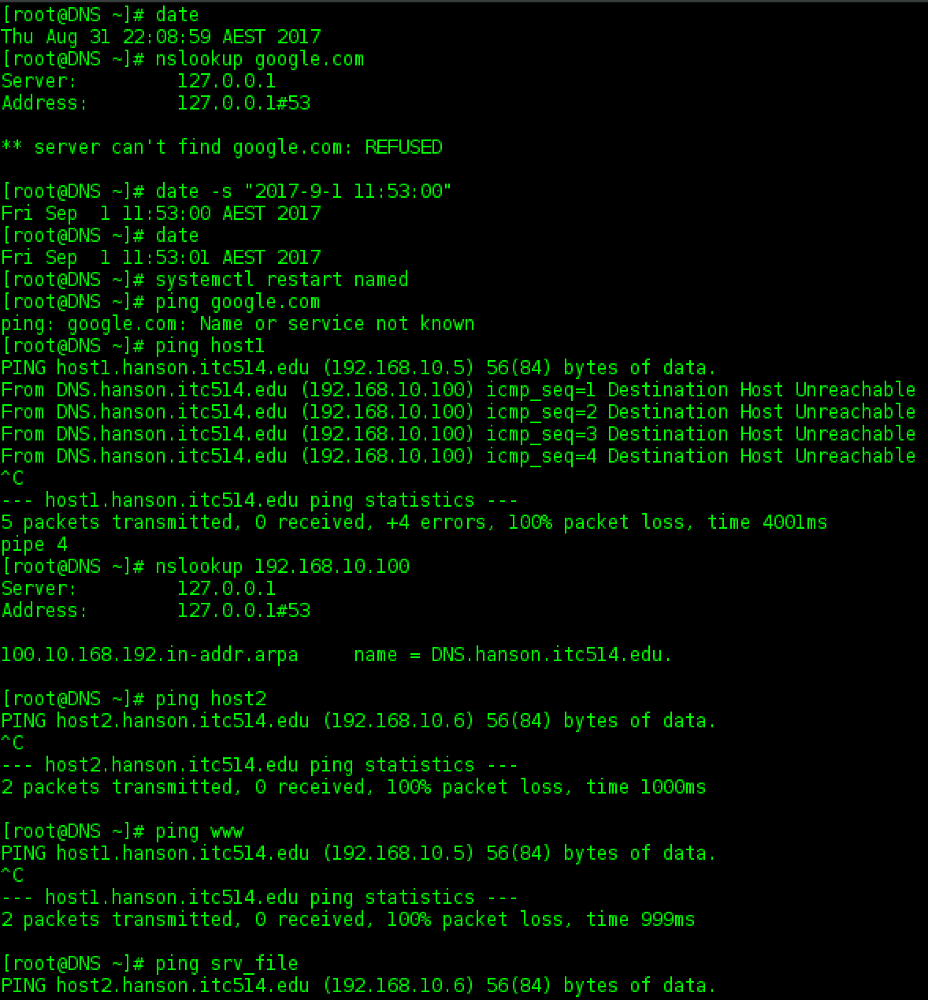 [root@DNS ~]# date
Thu Aug 31 22:08:59 AEST 2017
[root@DNS ~]# nslookup google.com
Server:         127.0.0.1
Address:        127.0.0.1#53

** server can't find google.com: REFUSED

[root@DNS ~]# date -s "2017-9-1 11:53:00"
Fri Sep  1 11:53:00 AEST 2017
[root@DNS ~]# date
Fri Sep  1 11:53:01 AEST 2017
[root@DNS ~]# systemctl restart named
[root@DNS ~]# ping google.com
ping: google.com: Name or service not known
[root@DNS ~]# ping host1
PING host1.hanson.itc514.edu (192.168.10.5) 56(84) bytes of data.
From DNS.hanson.itc514.edu (192.168.10.100) icmp_seq=1 Destination Host Unreachable
From DNS.hanson.itc514.edu (192.168.10.100) icmp_seq=2 Destination Host Unreachable
From DNS.hanson.itc514.edu (192.168.10.100) icmp_seq=3 Destination Host Unreachable
From DNS.hanson.itc514.edu (192.168.10.100) icmp_seq=4 Destination Host Unreachable
^C
--- host1.hanson.itc514.edu ping statistics ---
5 packets transmitted, 0 received, +4 errors, 100% packet loss, time 4001ms
pipe 4
[root@DNS ~]# nslookup 192.168.10.100
Server:         127.0.0.1
Address:        127.0.0.1#53

100.10.168.192.in-addr.arpa     name = DNS.hanson.itc514.edu.

[root@DNS ~]# ping host2
PING host2.hanson.itc514.edu (192.168.10.6) 56(84) bytes of data.
^C
--- host2.hanson.itc514.edu ping statistics ---
2 packets transmitted, 0 received, 100% packet loss, time 1000ms

[root@DNS ~]# ping www
PING host1.hanson.itc514.edu (192.168.10.5) 56(84) bytes of data.
^C
--- host1.hanson.itc514.edu ping statistics ---
2 packets transmitted, 0 received, 100% packet loss, time 999ms

[root@DNS ~]# ping srv_file
PING host2.hanson.itc514.edu (192.168.10.6) 56(84) bytes of data.